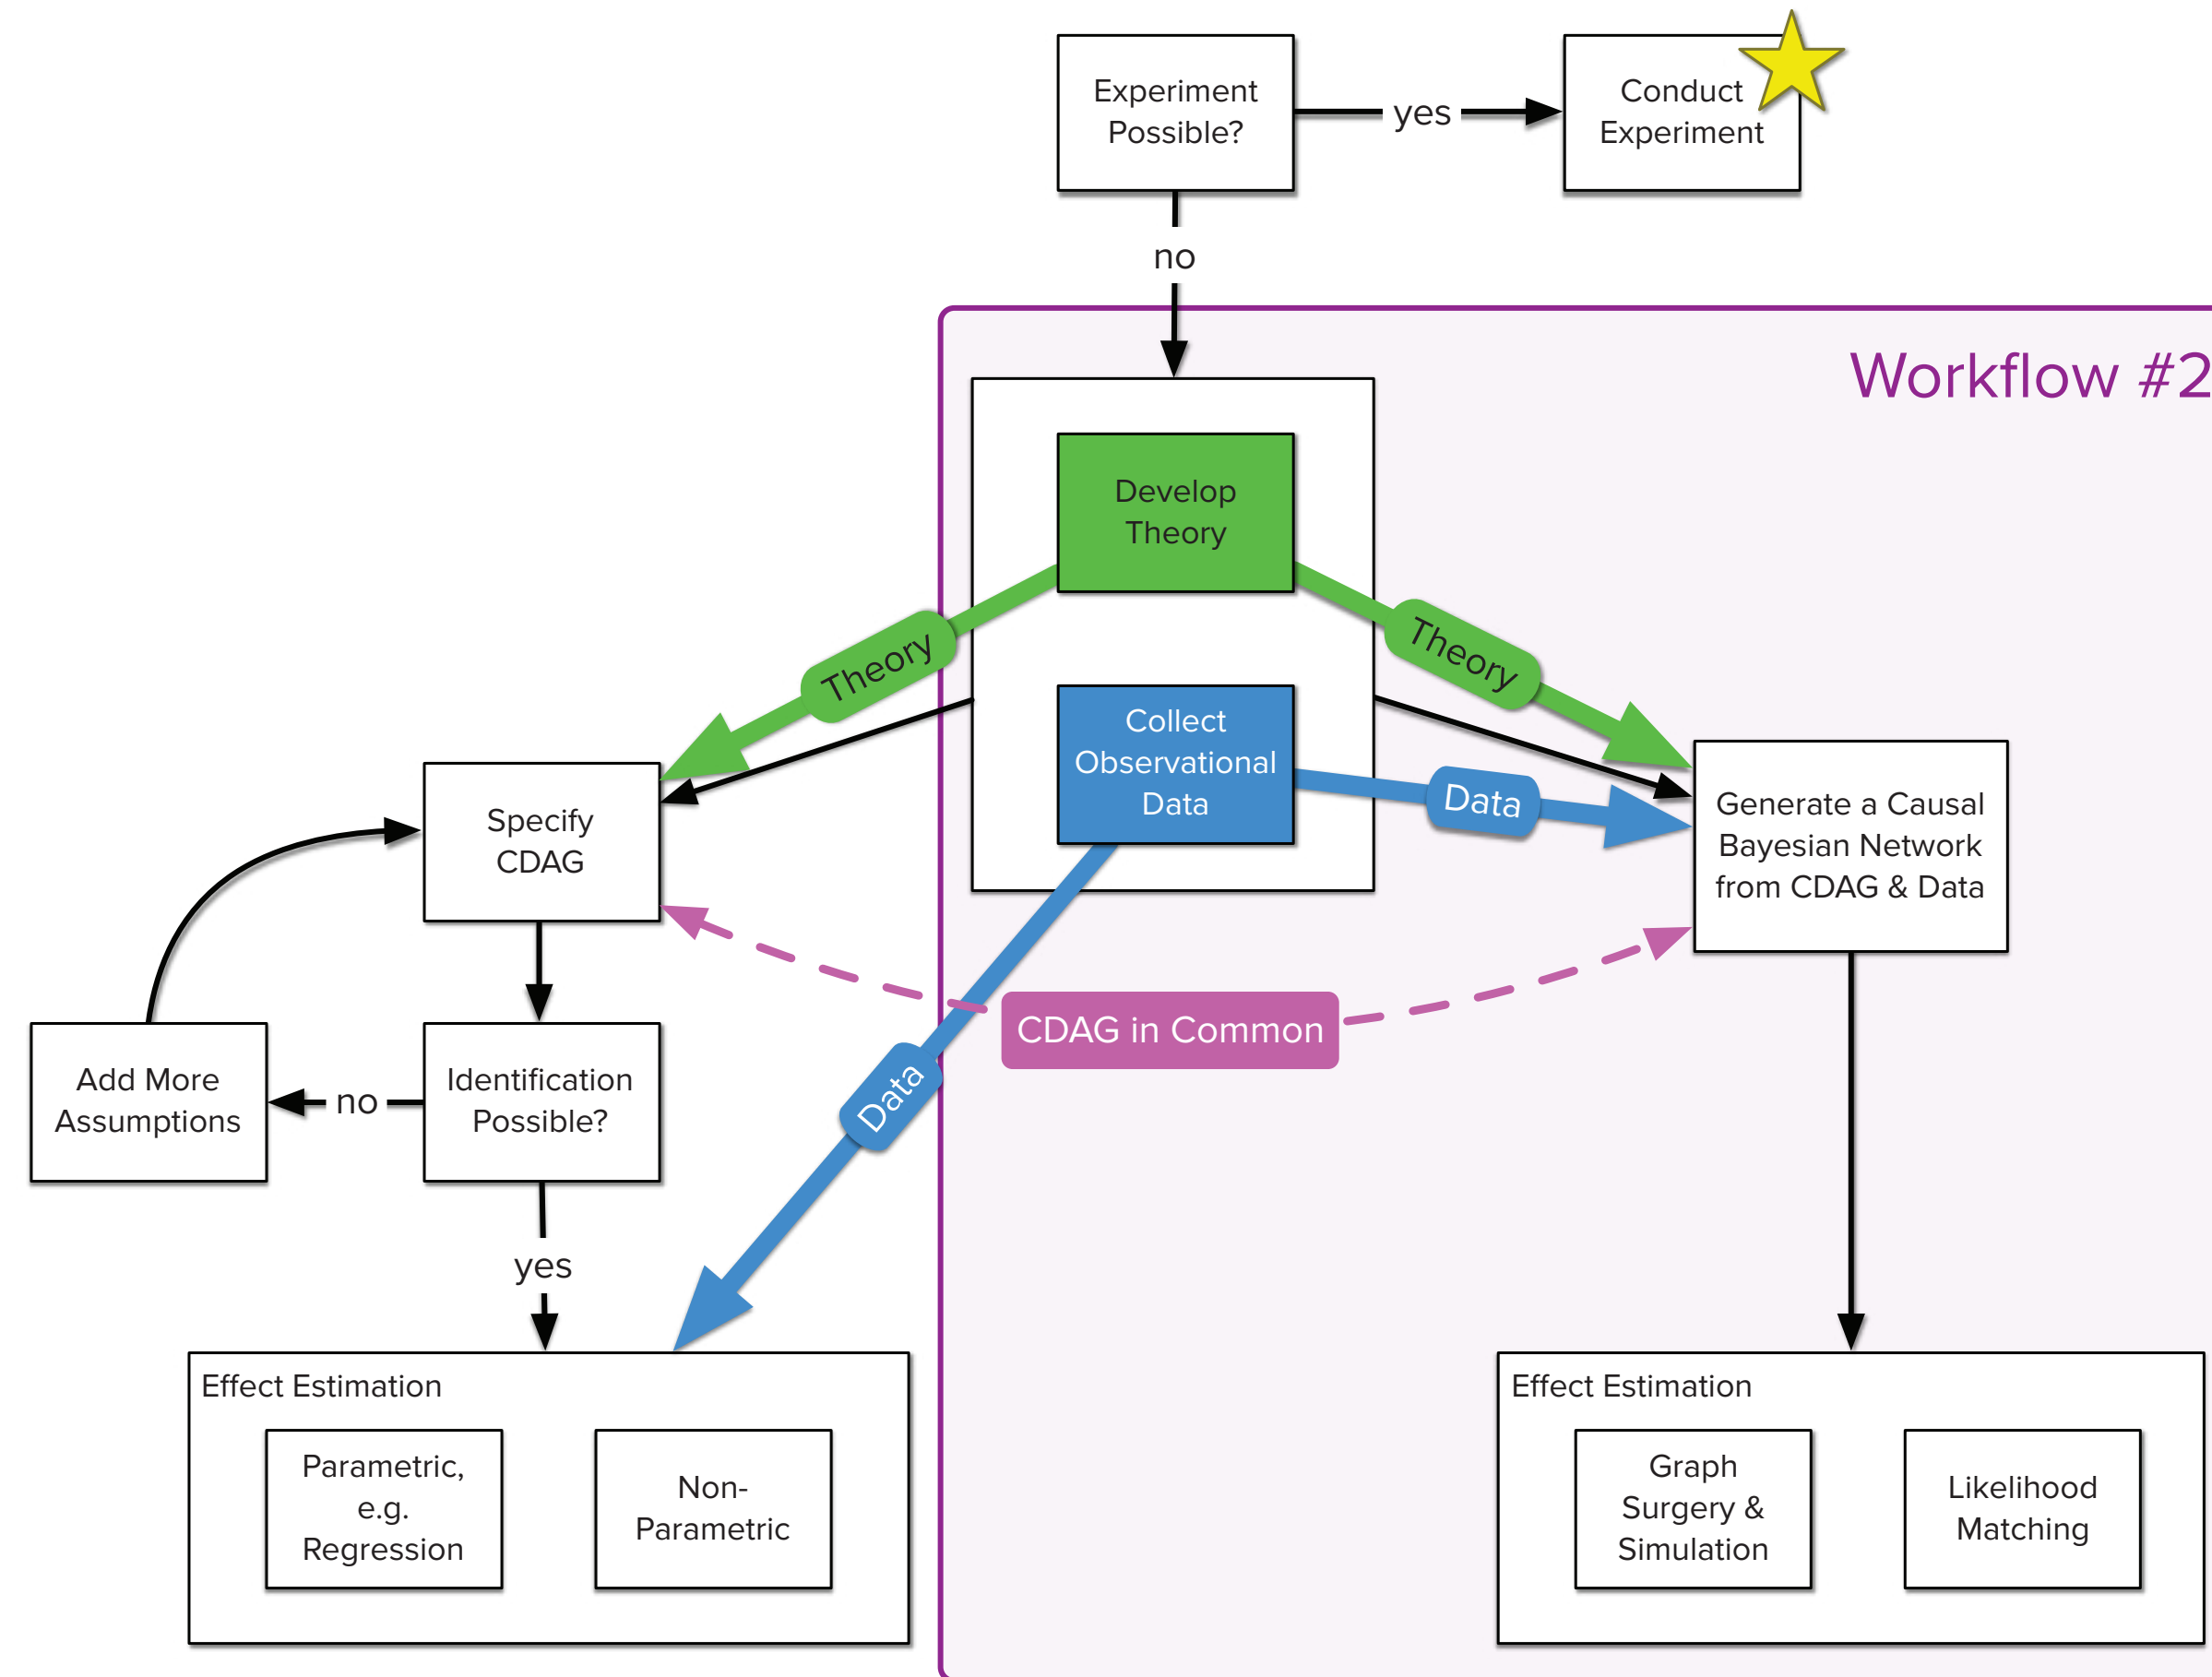 Experiment
Possible?
yes
Conduct
Experiment
no
Workflow #2
Develop
Theory
Theory
Theory
Collect
Observational
Data
Data
Specify
CDAG
Generate a Causal
Bayesian Network
from CDAG & Data
CDAG in Common
Add More
Assumptions
no
Identification
Possible?
Data
yes
Effect Estimation
Parametric,
e.g.
Regression
Non-
Parametric
Effect Estimation
Graph
Surgery &
Simulation
Likelihood
Matching